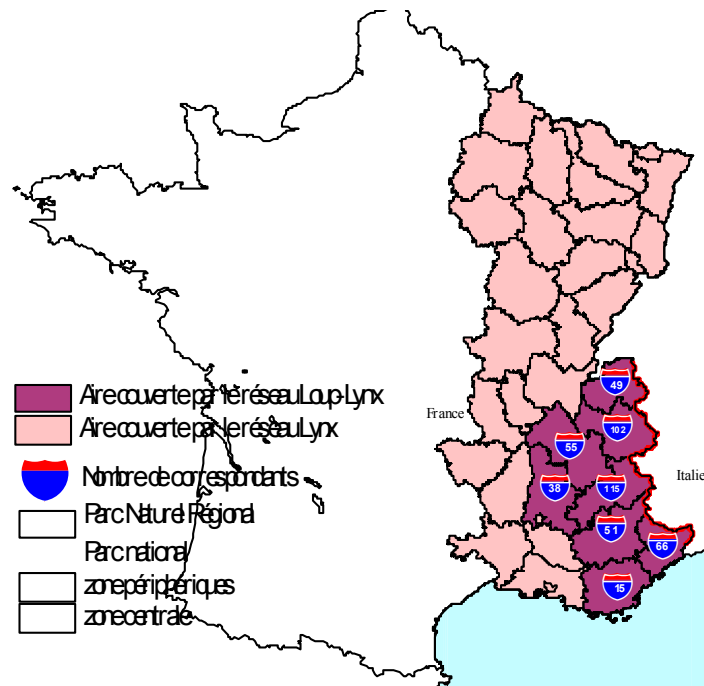 49
102
France
55
Italie
38
115
51
66
15
Aire couverte par le réseau Loup-Lynx
Aire couverte par le réseau Lynx
Nombre de correspondants
Parc Naturel Régional
Parc national
zone périphériques
zone centrale